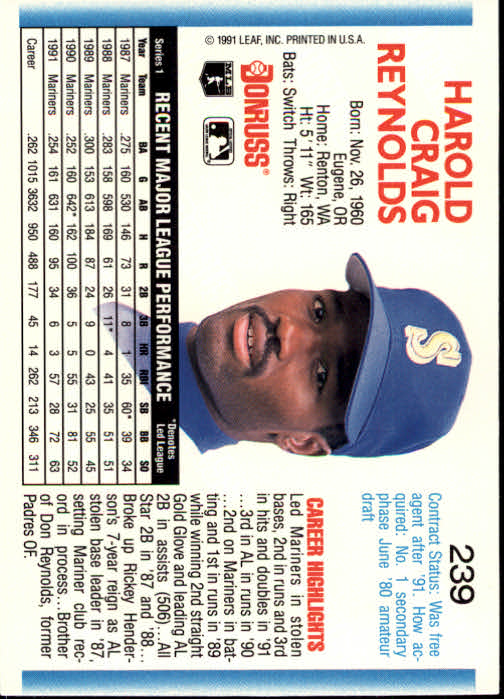 239
HAROLD
CRAIG
REYNOLDS
Born: Nov. 26, 1960
Eugene, OR
Home: Renton, WA
Ht: 5' 11" Wt: 165
Bats: Switch Throws: Right
DONRUSS®
MLB
© 1991 LEAF, INC. PRINTED IN U.S.A.
S
Contract Status: Was free
agent after '91. How ac-
quired: No. 1 secondary
phase June '80 amateur
draft
CAREER HIGHLIGHTS
Led Mariners in stolen
bases, 2nd in runs and 3rd
in hits and doubles in '91
...3rd in AL in runs in '90
...2nd on Mariners in bat-
ting and 1st in runs in '89
while winning 2nd straight
Gold Glove and leading AL
2B in assists (506)...AL
Star 2B in '87 and '88...
Broke up Rickey Hender-
son's 7-year reign as AL
stolen base leader in '87,
setting Mariner club rec-
ord in process...Brother
of Don Reynolds, former
Padres OF.
Series 1 RECENT MAJOR LEAGUE PERFORMANCE *Denotes Led League
Year Team BA G AB H R 2B 3B HR RBI SB BB SO
1987 Mariners .275 160 530 146 73 31 8 1 35 60* 39 34
1988 Mariners .283 158 598 169 61 26 11* 4 41 35 51 51
1989 Mariners .300 153 613 184 87 24 9 0 43 25 55 45
1990 Mariners .252 160 642* 162 100 36 5 5 55 31 81 52
1991 Mariners .254 161 631 160 95 34 6 3 57 28 72 63
Career .262 1015 3632 950 488 177 45 14 262 213 346 311